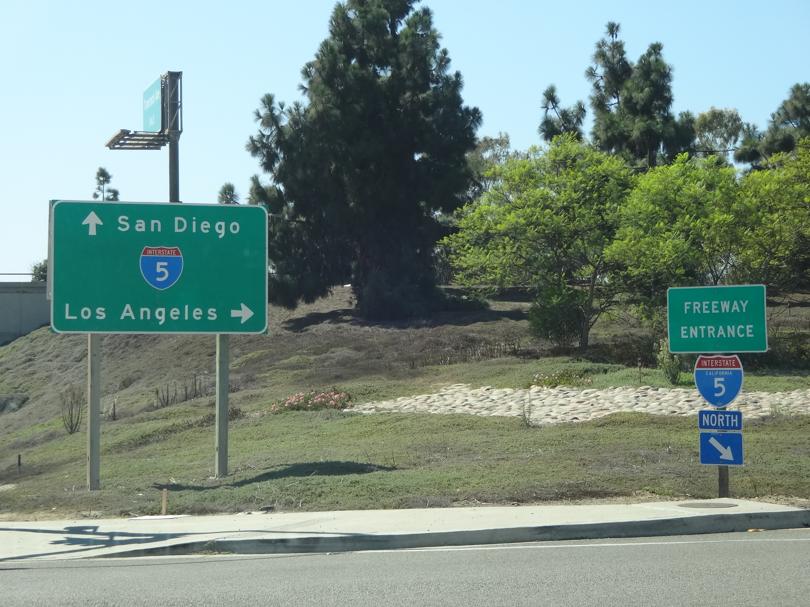 San Diego
INTERSTATE
5
Los Angeles
FREEWAY
ENTRANCE
INTERSTATE
CALIFORNIA
5
NORTH